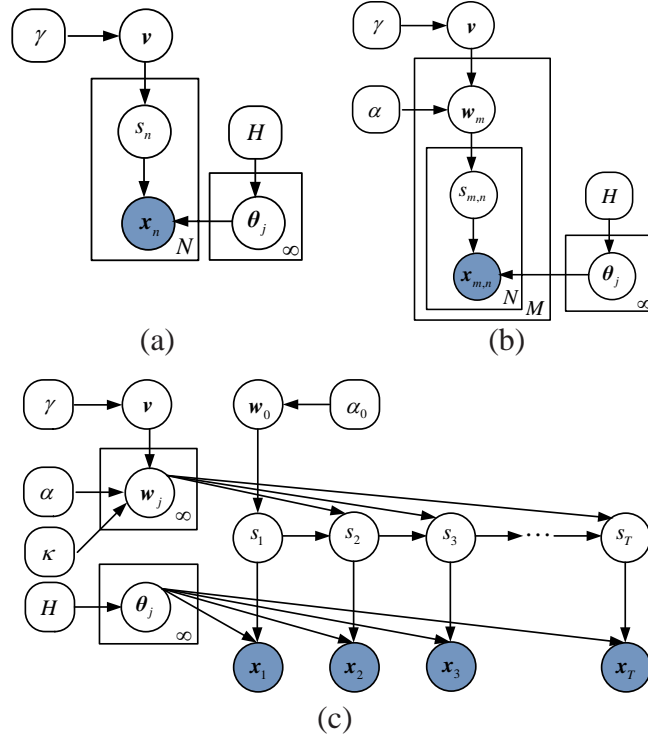 γ v
s_n H
x_n θ_j
N ∞
(a)
γ v
α w_m
s_{m,n} H
x_{m,n} θ_j
N M ∞
(b)
γ v w_0 α_0
α w_j
∞
κ s_1 s_2 s_3 ⋯ s_T
H θ_j
∞
x_1 x_2 x_3 x_T
(c)